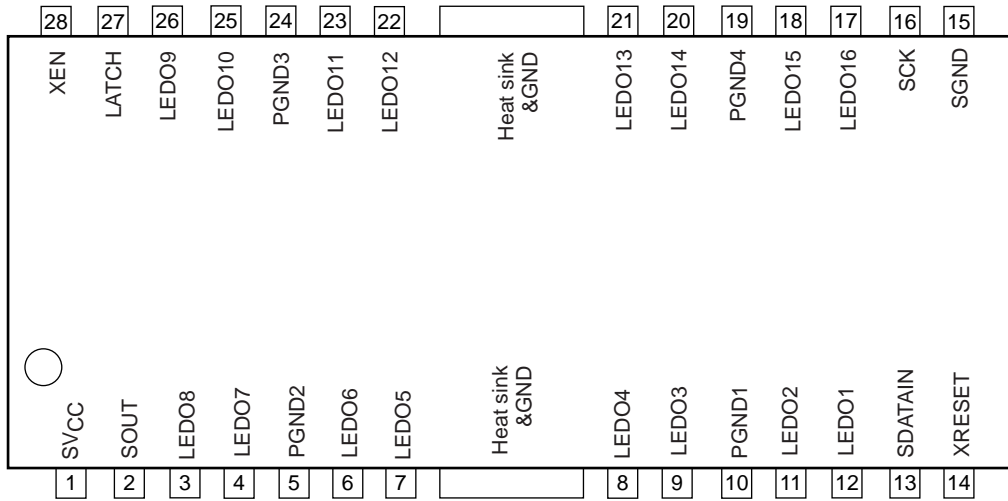 28 27 26 25 24 23 22 21 20 19 18 17 16 15
XEN
LATCH
LEDO9
LEDO10
PGND3
LEDO11
LEDO12
Heat sink
&GND
LEDO13
LEDO14
PGND4
LEDO15
LEDO16
SCK
SGND
SVCC
SOUT
LEDO8
LEDO7
PGND2
LEDO6
LEDO5
Heat sink
&GND
LEDO4
LEDO3
PGND1
LEDO2
LEDO1
SDATAIN
XRESET
1 2 3 4 5 6 7 8 9 10 11 12 13 14